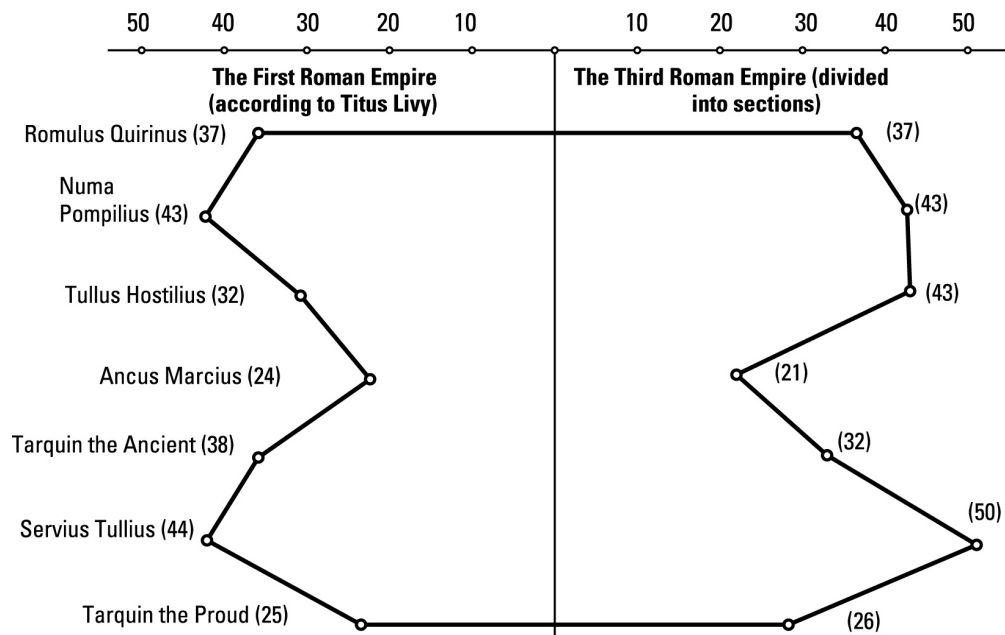 50 40 30 20 10 10 20 30 40 50
The First Roman Empire
(according to Titus Livy)
The Third Roman Empire (divided
into sections)
Romulus Quirinus (37)
(37)
Numa
Pompilius (43)
(43)
Tullus Hostilius (32)
(43)
Ancus Marcius (24)
(21)
Tarquin the Ancient (38)
(32)
Servius Tullius (44)
(50)
Tarquin the Proud (25)
(26)